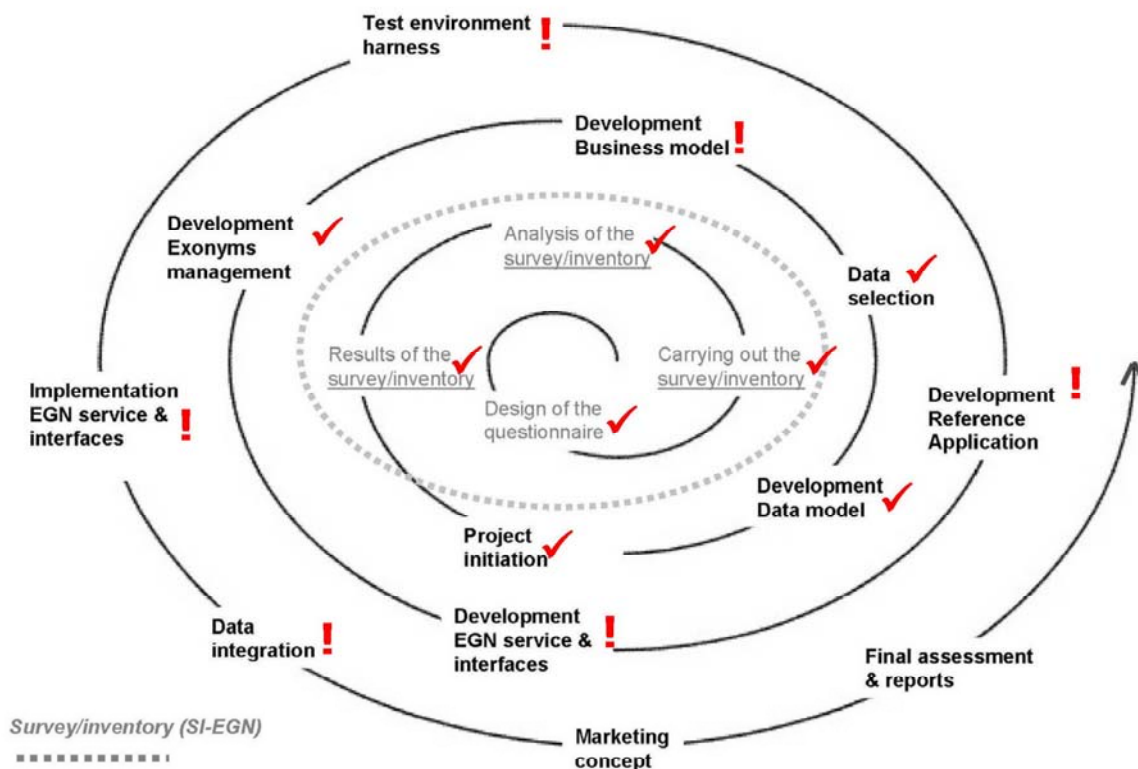 Test environment
harness
Development
Business model
Development
Exonyms
management
Analysis of the
survey/inventory
Data
selection
Results of the
survey/inventory
Carrying out the
survey/inventory
Implementation
EGN service &
interfaces
Design of the
questionnaire
Development
Reference
Application
Development
Data model
Project
initiation
Development
EGN service &
interfaces
Data
integration
Final assessment
& reports
Survey/inventory (SI-EGN)
Marketing
concept